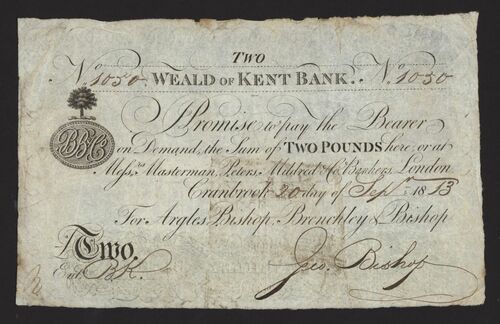 TWO
No. 1050. WEALD OF KENT BANK. No. 1050
I Promise to pay the Bearer
on Demand, the Sum of TWO POUNDS here or at
Messrs. Masterman, Peters, Mildred & Co. Bankers London
Cranbrook 20 day of Sepr. 1813
For Argles Bishop, Brenchley & Bishop
£Two.
Entd. BK. Geo. Bishop